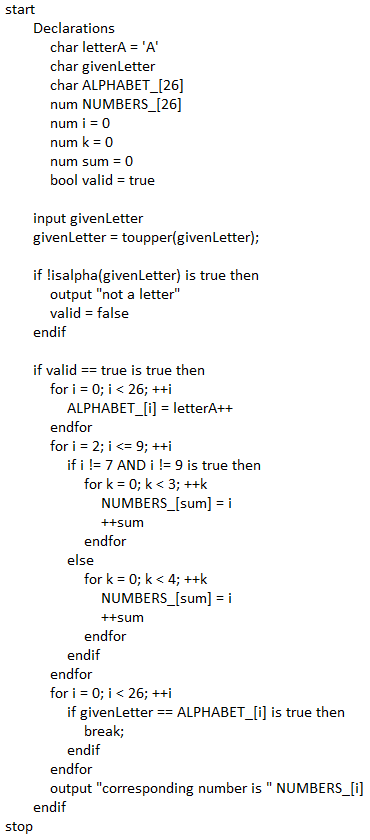 start
Declarations
char letterA = 'A'
char givenLetter
char ALPHABET_[26]
num NUMBERS_[26]
num i = 0
num k = 0
num sum = 0
bool valid = true
input givenLetter
givenLetter = toupper(givenLetter);
if !isalpha(givenLetter) is true then
output "not a letter"
valid = false
endif
if valid == true is true then
for i = 0; i < 26; ++i
ALPHABET_[i] = letterA++
endfor
for i = 2; i <= 9; ++i
if i != 7 AND i != 9 is true then
for k = 0; k < 3; ++k
NUMBERS_[sum] = i
++sum
endfor
else
for k = 0; k < 4; ++k
NUMBERS_[sum] = i
++sum
endfor
endif
endfor
for i = 0; i < 26; ++i
if givenLetter == ALPHABET_[i] is true then
break;
endif
endfor
output "corresponding number is " NUMBERS_[i]
endif
stop